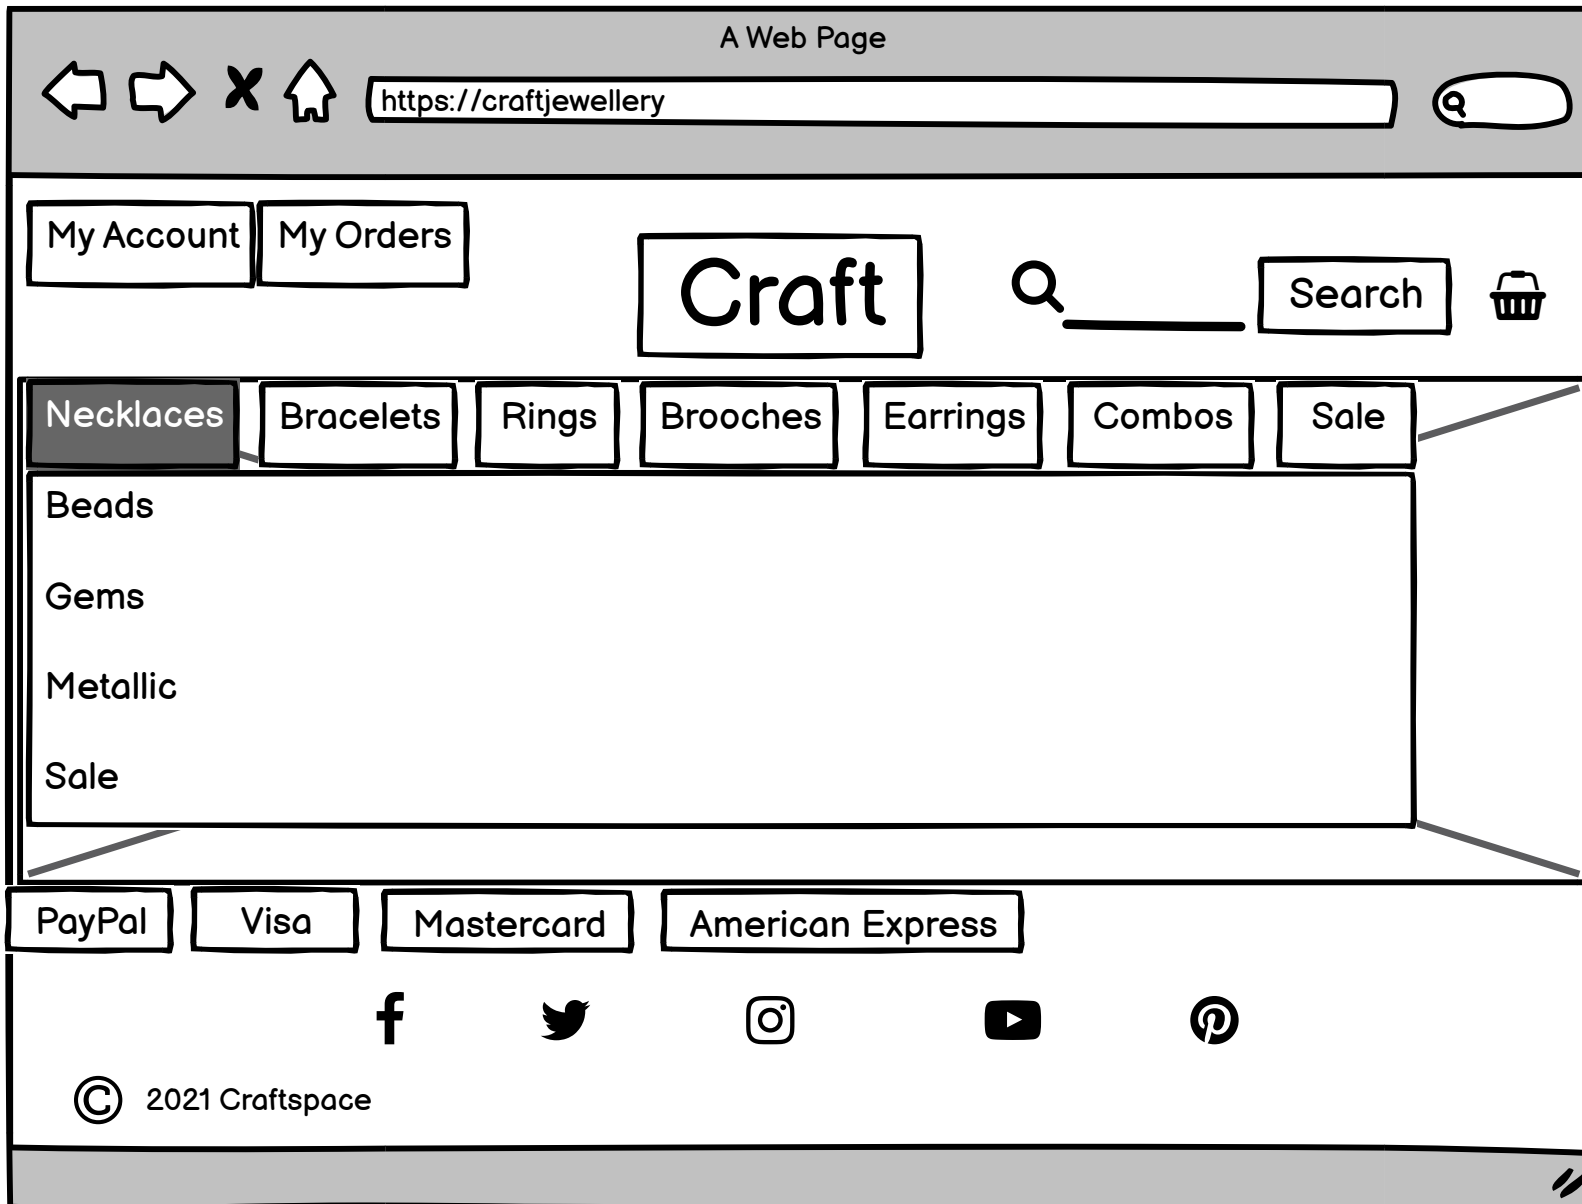 A Web Page
https://craftjewellery
My Account My Orders
Craft
Search
Necklaces Bracelets Rings Brooches Earrings Combos Sale
Beads
Gems
Metallic
Sale
PayPal Visa Mastercard American Express
© 2021 Craftspace